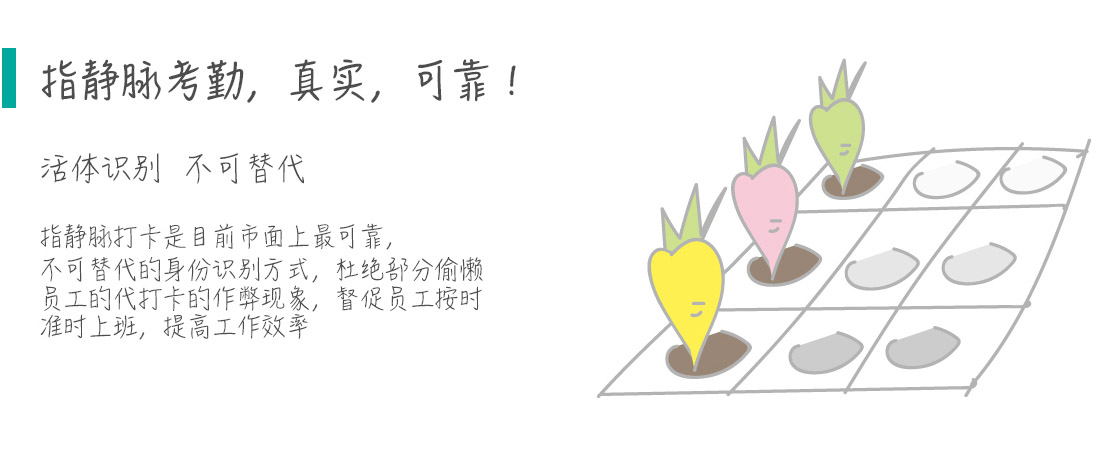 指静脉考勤，真实，可靠！
活体识别 不可替代
指静脉打卡是目前市面上最可靠，
不可替代的身份识别方式，杜绝部分偷懒
员工的代打卡的作弊现象，督促员工按时
准时上班，提高工作效率